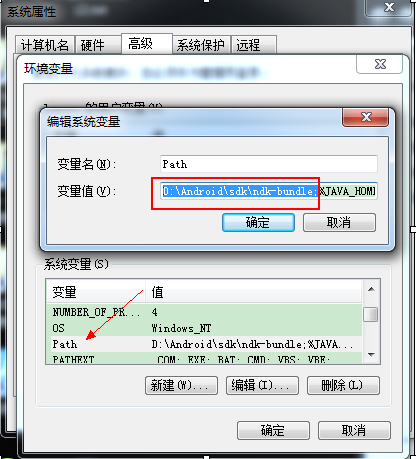 系统属性
计算机名 硬件 高级 系统保护 远程
环境变量
的用户变量(U)
编辑系统变量
变量名(N): Path
变量值(V): D:\Android\sdk\ndk-bundle;%JAVA_HOME
确定 取消
系统变量(S)
变量 值
NUMBER_OF_PR... 4
OS Windows_NT
Path D:\Android\sdk\ndk-bundle;%JAVA...
PATHEXT .COM;.EXE;.BAT;.CMD;.VBS;.VBE;
新建(W)... 编辑(I)... 删除(L)
确定 取消